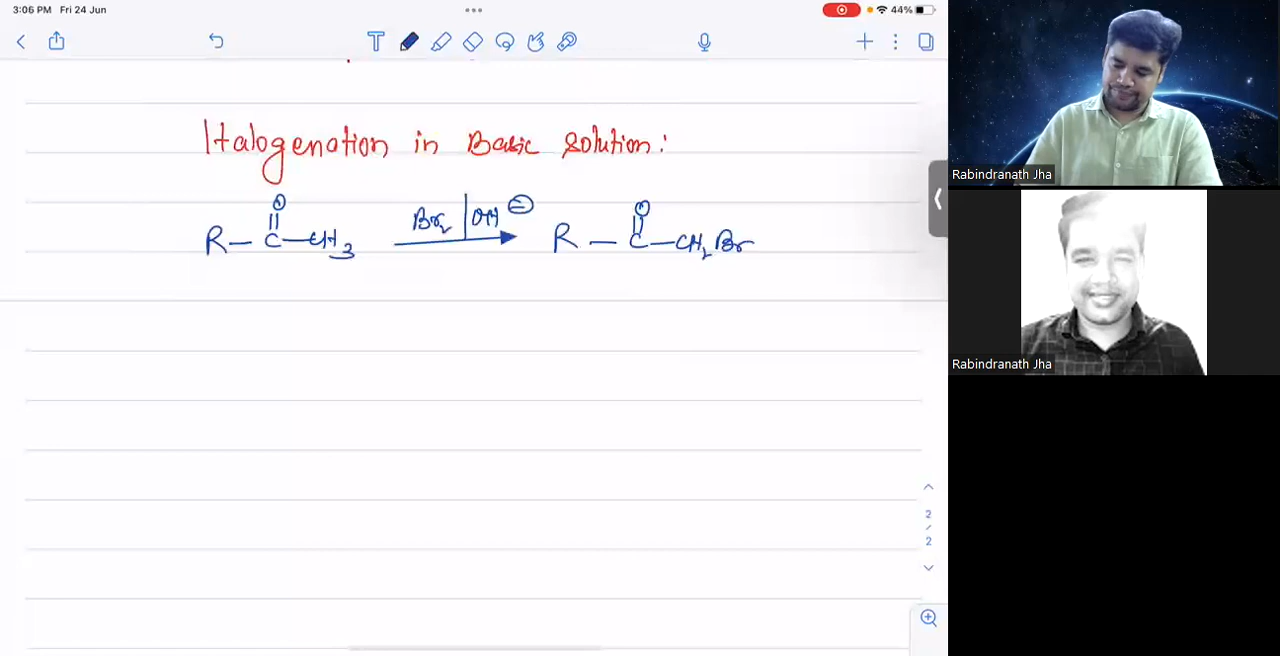 3:06 PM Fri 24 Jun
44%
T
Halogenation in Basic Solution:
R–C(=O)–CH3 Br2 | OH⊖ R–C(=O)–CH2Br
Rabindranath Jha
Rabindranath Jha
2
2